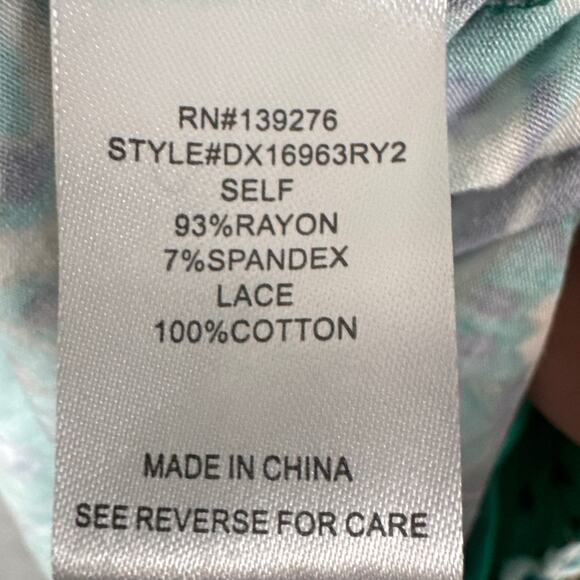 RN#139276
STYLE#DX16963RY2
SELF
93%RAYON
7%SPANDEX
LACE
100%COTTON
MADE IN CHINA
SEE REVERSE FOR CARE